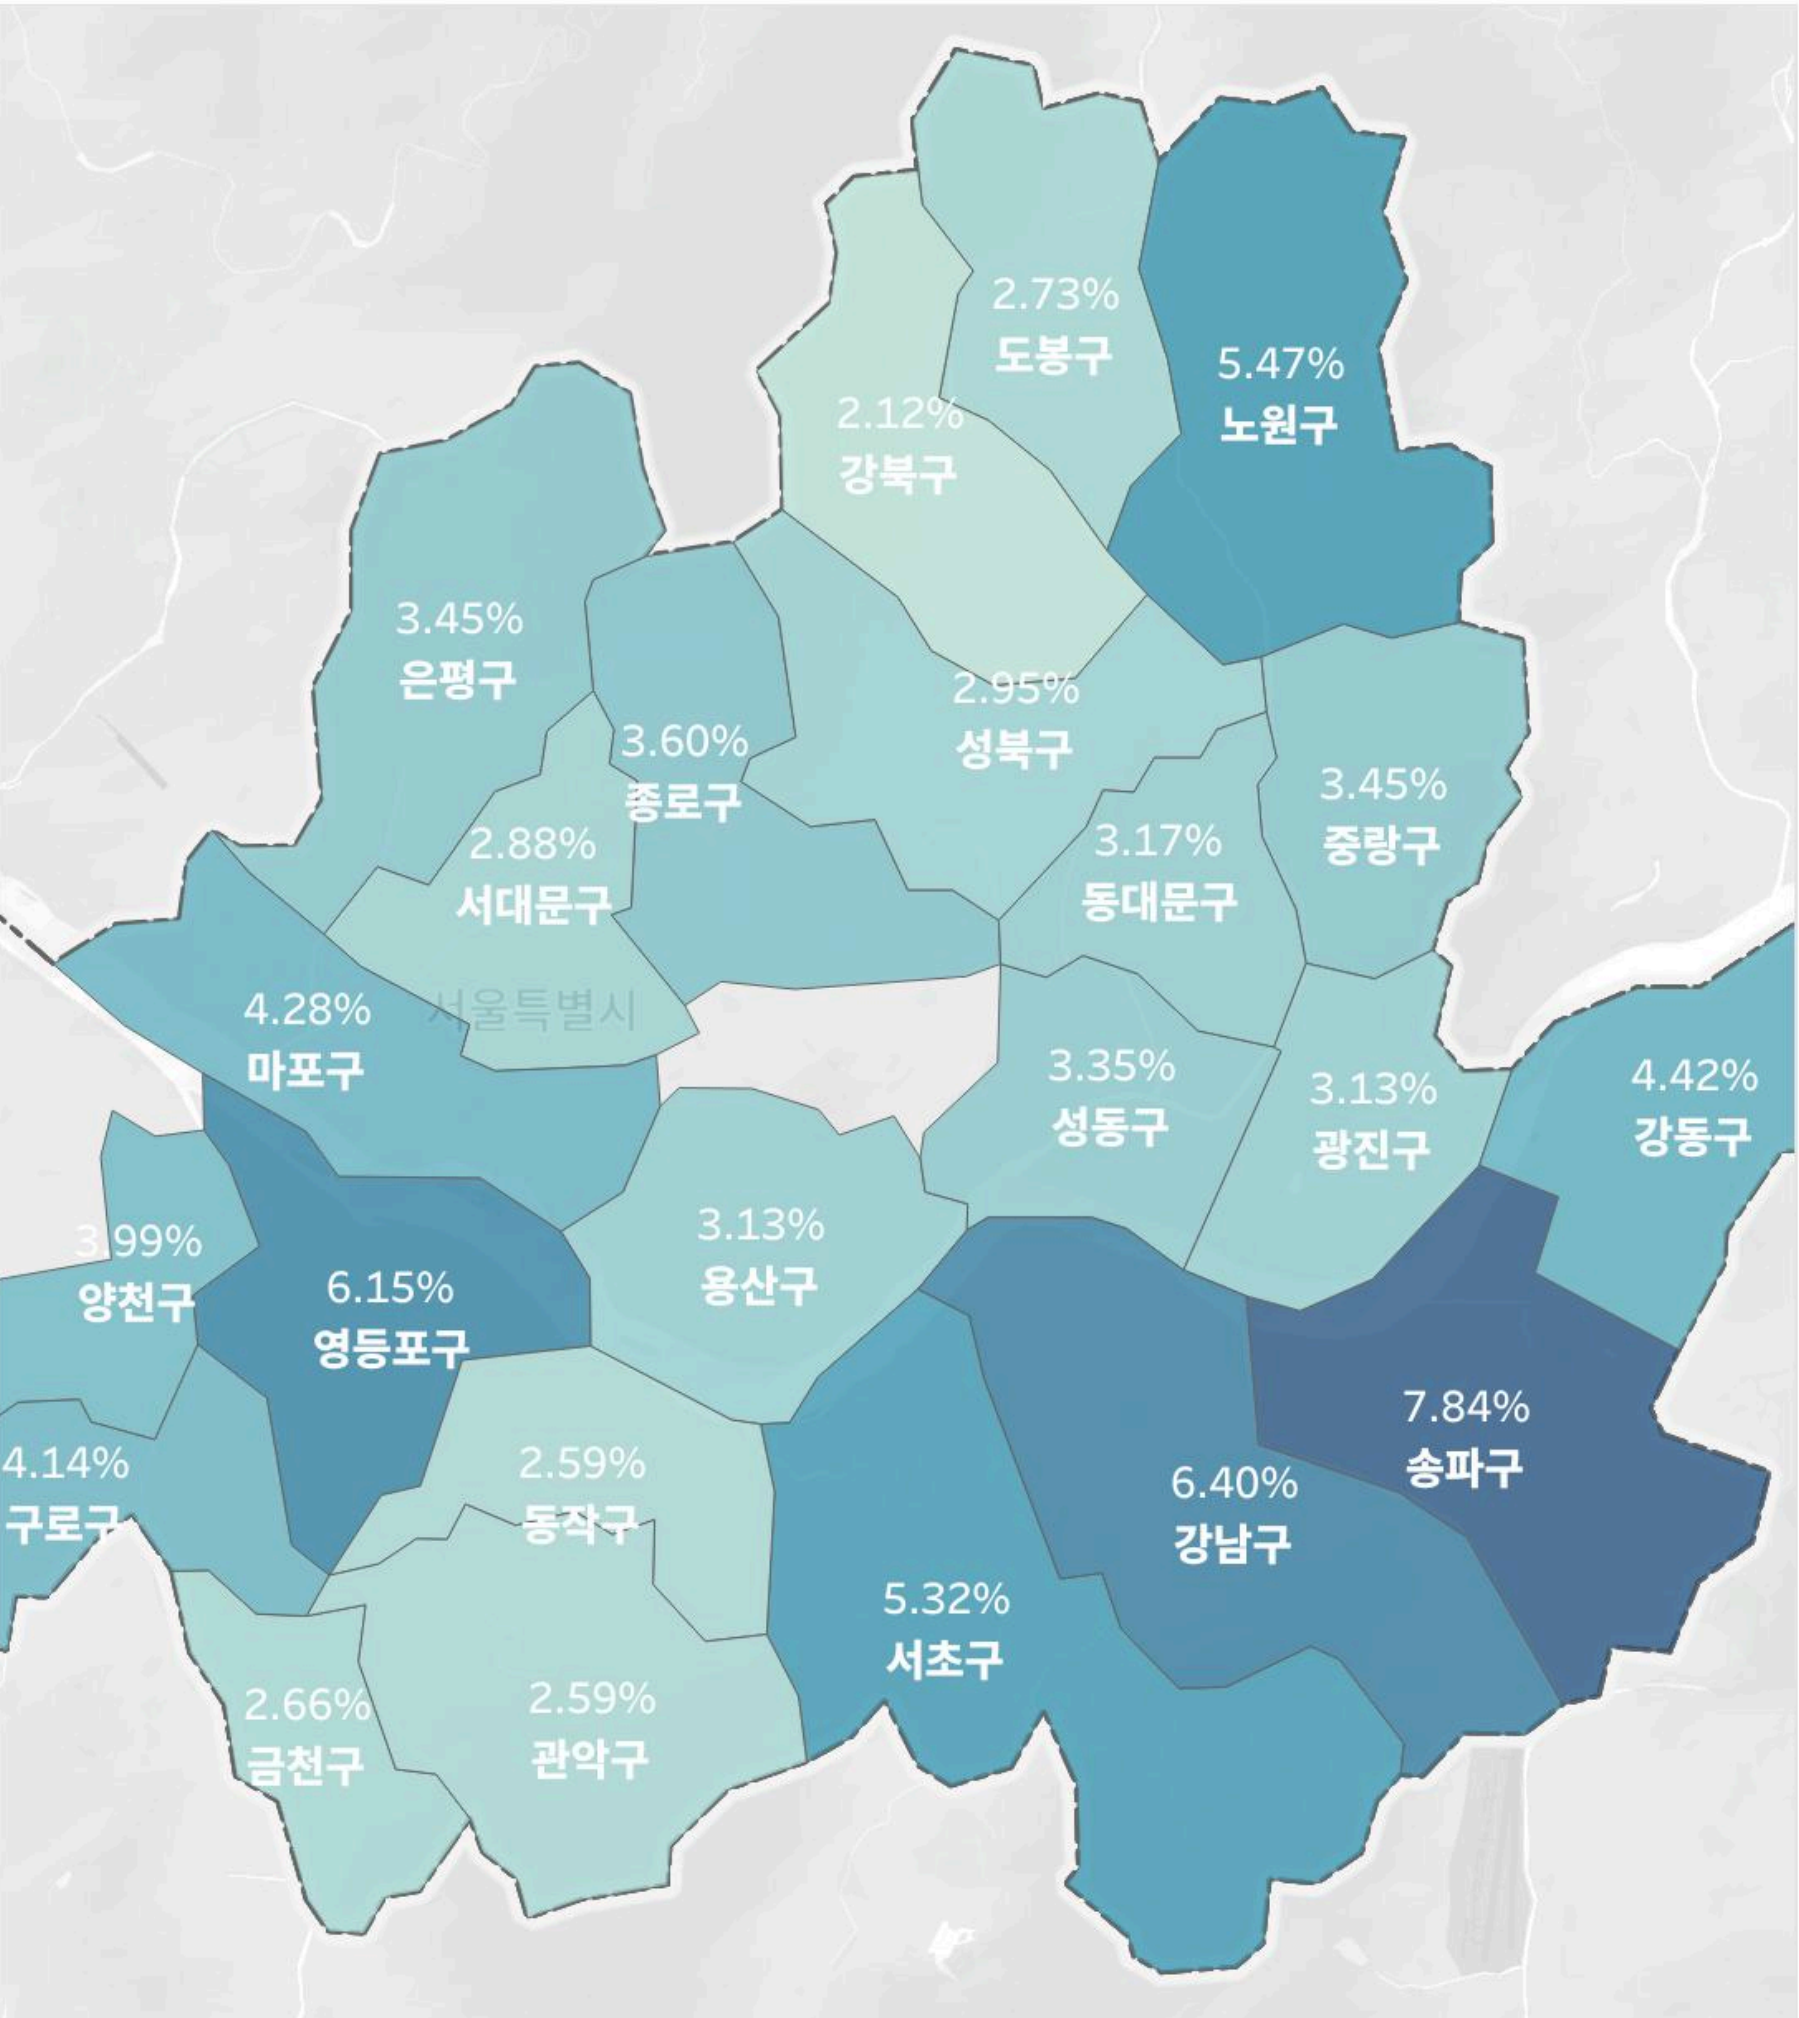 2.73%
도봉구
5.47%
노원구
2.12%
강북구
3.45%
은평구
2.95%
성북구
3.60%
종로구
3.45%
중랑구
2.88%
서대문구
3.17%
동대문구
4.28%
마포구
서울특별시
3.35%
성동구
3.13%
광진구
4.42%
강동구
3.99%
양천구
6.15%
영등포구
3.13%
용산구
7.84%
송파구
4.14%
구로구
2.59%
동작구
6.40%
강남구
5.32%
서초구
2.66%
금천구
2.59%
관악구